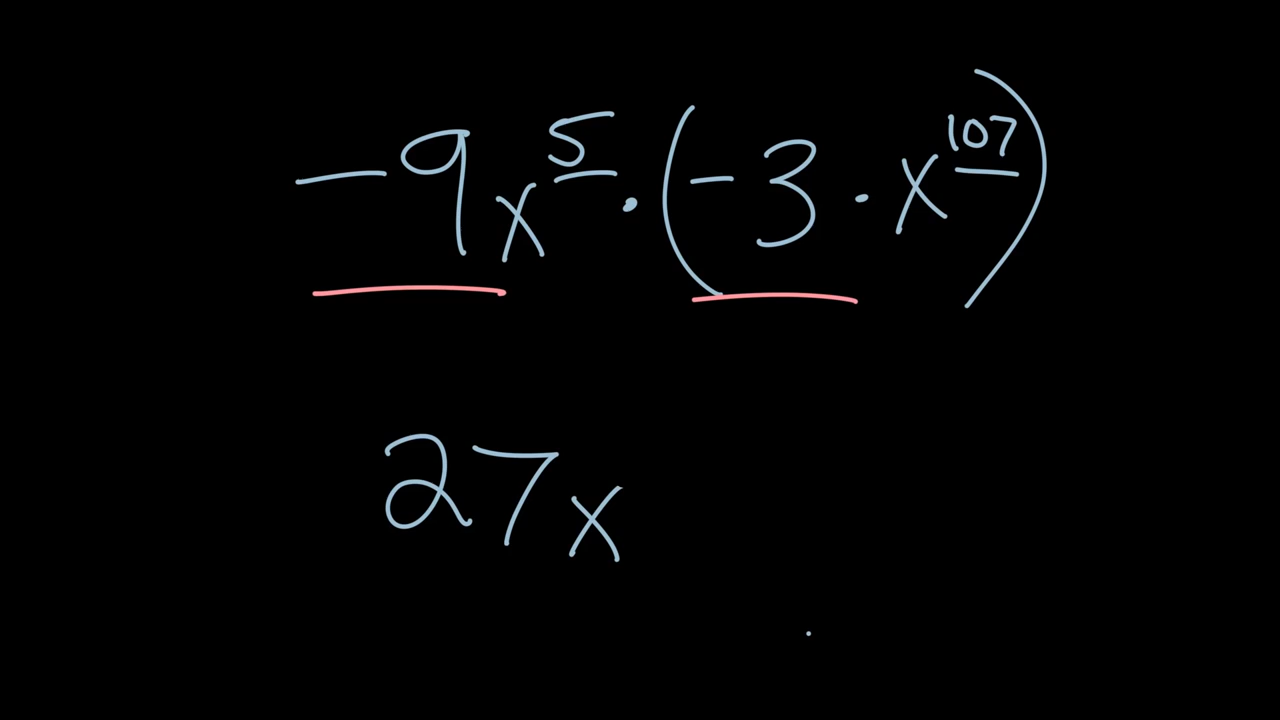 -9x^5 · (-3 · x^107)
27x